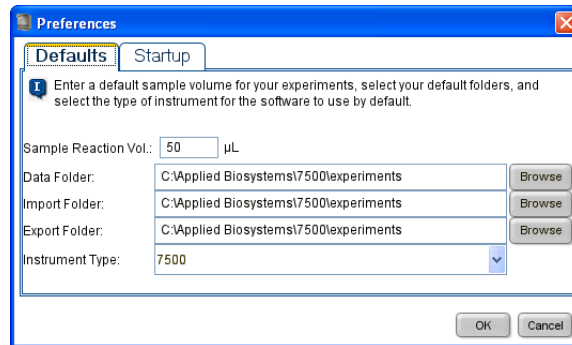 Preferences
Defaults Startup
Enter a default sample volume for your experiments, select your default folders, and
select the type of instrument for the software to use by default.
Sample Reaction Vol.: 50 µL
Data Folder: C:\Applied Biosystems\7500\experiments Browse
Import Folder: C:\Applied Biosystems\7500\experiments Browse
Export Folder: C:\Applied Biosystems\7500\experiments Browse
Instrument Type: 7500
OK Cancel